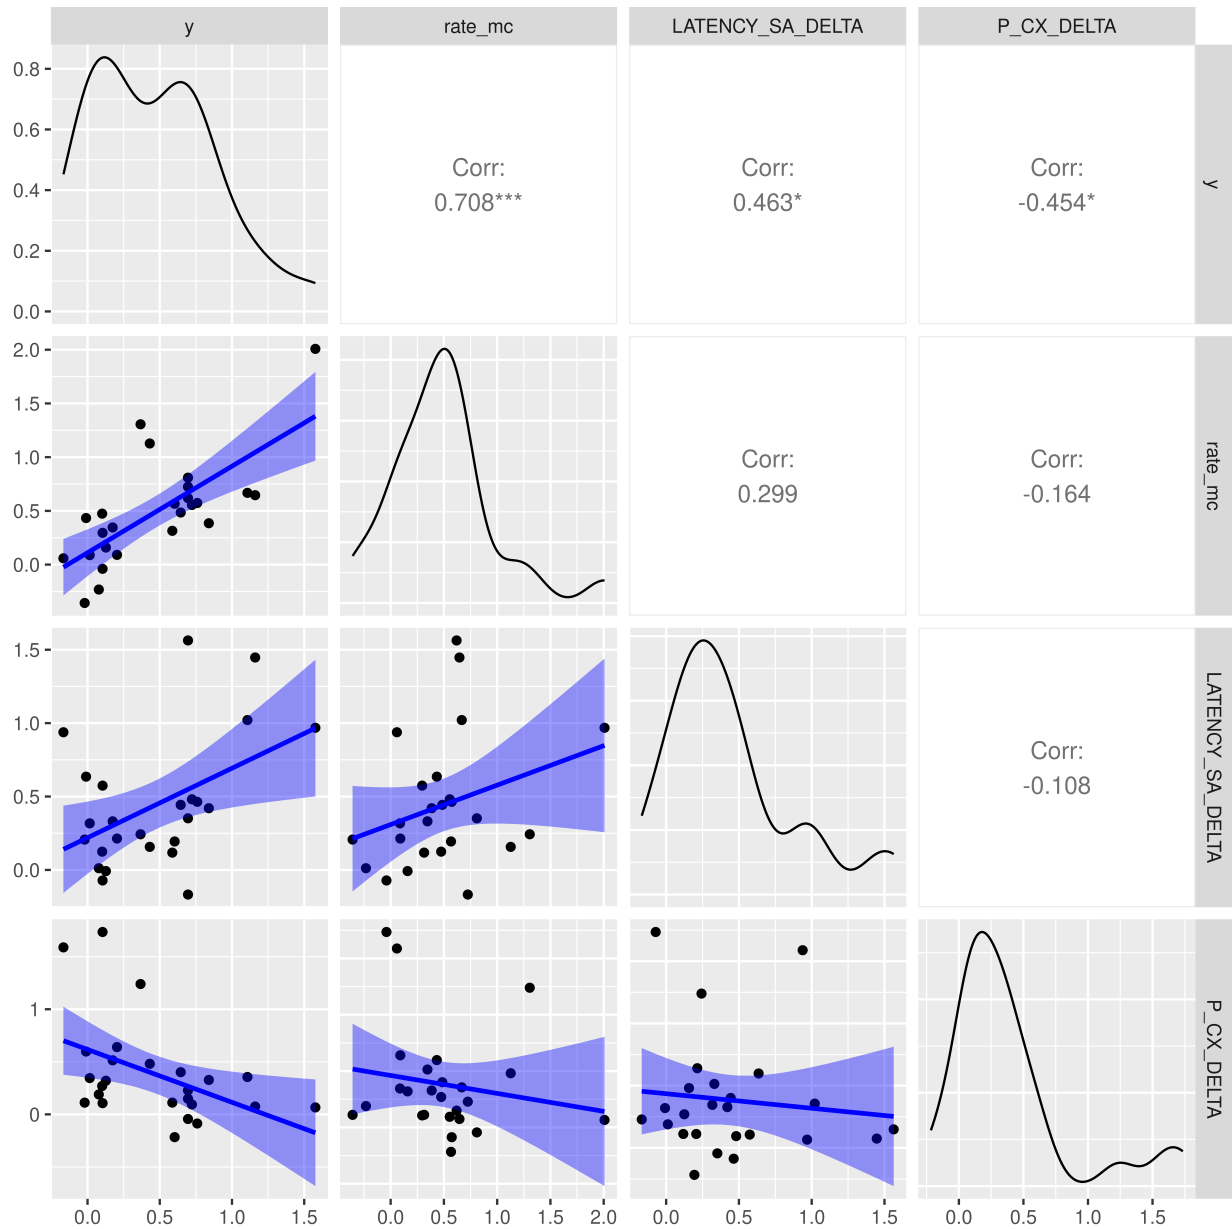 y rate_mc LATENCY_SA_DELTA P_CX_DELTA
0.8
0.6
0.4
0.2
0.0
Corr:
0.708***
Corr:
0.463*
Corr:
-0.454*
y
2.0
1.5
1.0
0.5
0.0
Corr:
0.299
Corr:
-0.164
rate_mc
1.5
1.0
0.5
0.0
Corr:
-0.108
LATENCY_SA_DELTA
1
0
P_CX_DELTA
0.0 0.5 1.0 1.5 0.0 0.5 1.0 1.5 2.0 0.0 0.5 1.0 1.5 0.0 0.5 1.0 1.5